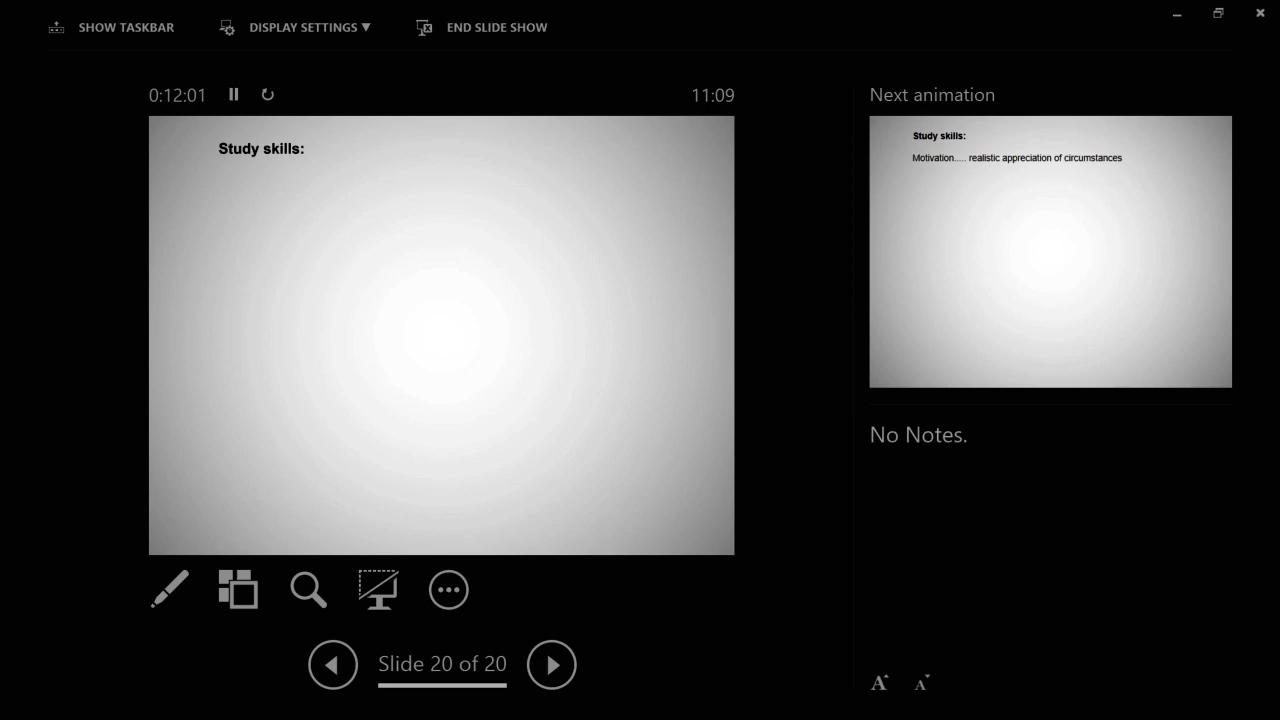 SHOW TASKBAR DISPLAY SETTINGS ▼ END SLIDE SHOW
0:12:01 11:09
Study skills:
Slide 20 of 20
Next animation
Study skills:
Motivation..... realistic appreciation of circumstances
No Notes.
A A